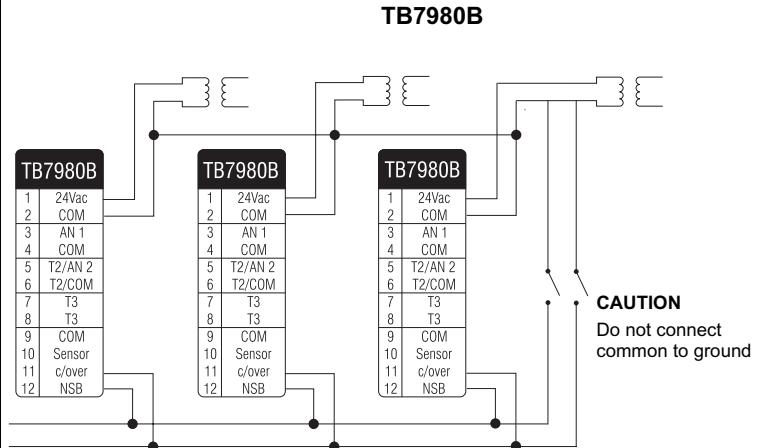 TB7980B
TB7980B
1 24Vac
2 COM
3 AN 1
4 COM
5 T2/AN 2
6 T2/COM
7 T3
8 T3
9 COM
10 Sensor
11 c/over
12 NSB
TB7980B
1 24Vac
2 COM
3 AN 1
4 COM
5 T2/AN 2
6 T2/COM
7 T3
8 T3
9 COM
10 Sensor
11 c/over
12 NSB
TB7980B
1 24Vac
2 COM
3 AN 1
4 COM
5 T2/AN 2
6 T2/COM
7 T3
8 T3
9 COM
10 Sensor
11 c/over
12 NSB
CAUTION
Do not connect
common to ground